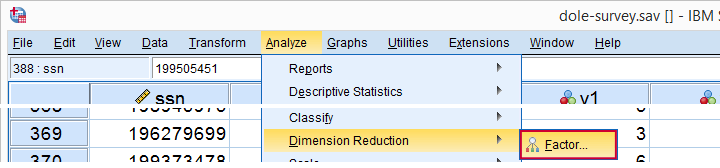 dole-survey.sav [] - IBM S
File Edit View Data Transform Analyze Graphs Utilities Extensions Window Help
388 : ssn 199505451
Reports
Descriptive Statistics
ssn v1
Classify
369 196279699 3
Dimension Reduction Factor...
370 199373478 6